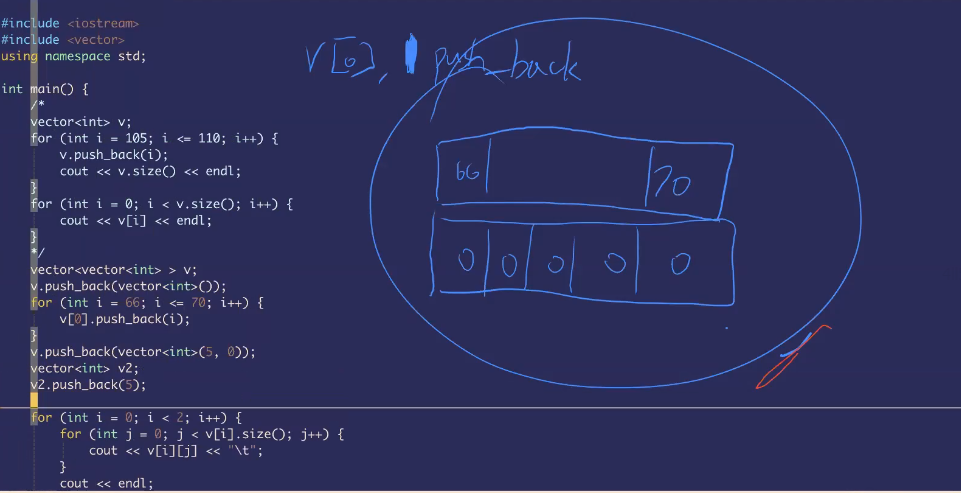 #include <iostream>
#include <vector>
using namespace std;
int main() {
/*
vector<int> v;
for (int i = 105; i <= 110; i++) {
v.push_back(i);
cout << v.size() << endl;
}
for (int i = 0; i < v.size(); i++) {
cout << v[i] << endl;
}
*/
vector<vector<int> > v;
v.push_back(vector<int>());
for (int i = 66; i <= 70; i++) {
v[0].push_back(i);
}
v.push_back(vector<int>(5, 0));
vector<int> v2;
v2.push_back(5);
for (int i = 0; i < 2; i++) {
for (int j = 0; j < v[i].size(); j++) {
cout << v[i][j] << "\t";
}
cout << endl;
v[0], push_back
66 70
0 0 0 0 0